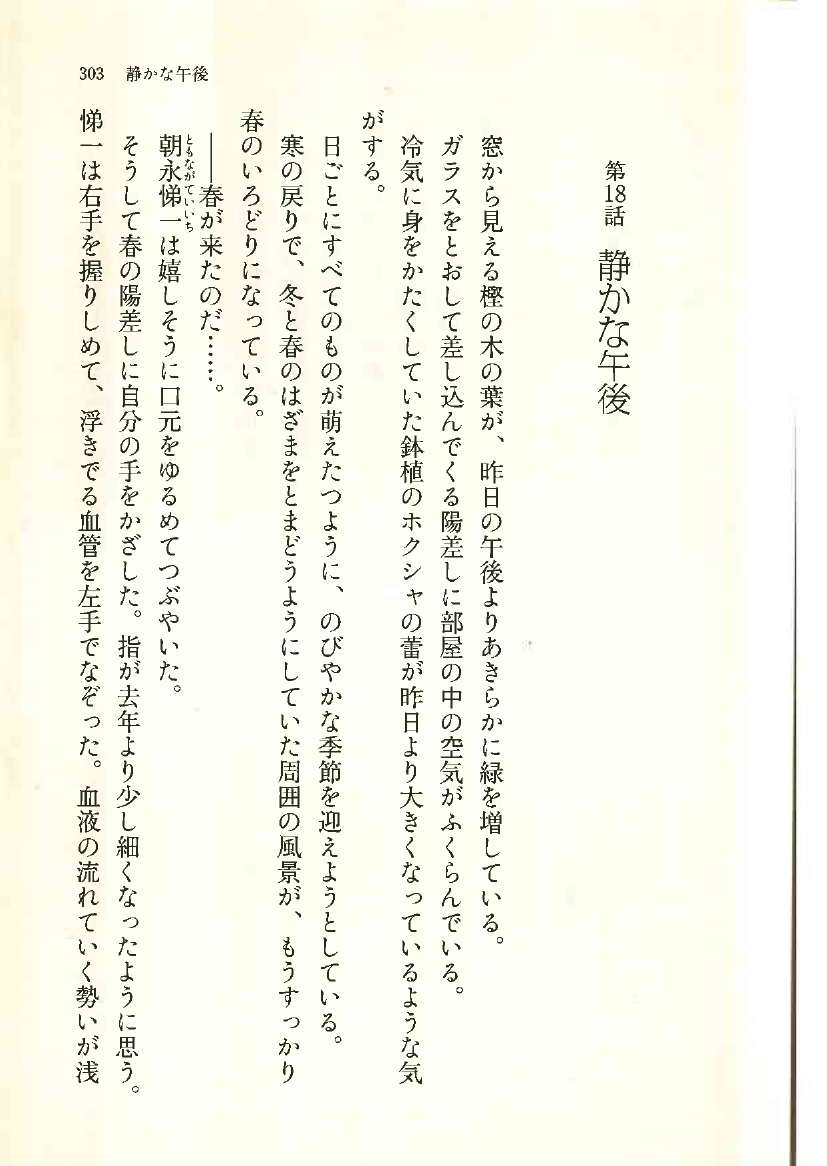 303　静かな午後
第18話　静かな午後
窓から見える樫の木の葉が、昨日の午後よりあきらかに緑を増している。
ガラスをとおして差し込んでくる陽差しに部屋の中の空気がふくらんでいる。
冷気に身をかたくしていた鉢植のホクシャの蕾が昨日より大きくなっているような気
がする。
日ごとにすべてのものが萌えたつように、のびやかな季節を迎えようとしている。
寒の戻りで、冬と春のはざまをとまどうようにしていた周囲の風景が、もうすっかり
春のいろどりになっている。
――春が来たのだ……。
朝永悌一は嬉しそうに口元をゆるめてつぶやいた。
ともながていいち
そうして春の陽差しに自分の手をかざした。指が去年より少し細くなったように思う。
悌一は右手を握りしめて、浮きでる血管を左手でなぞった。血液の流れていく勢いが浅